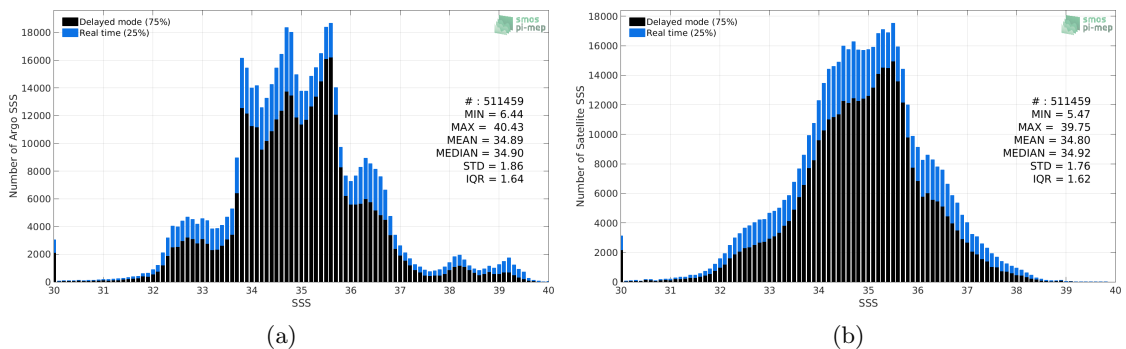 Delayed mode (75%)
Real time (25%)
smos
pi-mep
Number of Argo SSS
18000
16000
14000
12000
10000
8000
6000
4000
2000
0
# : 511459
MIN = 6.44
MAX = 40.43
MEAN = 34.89
MEDIAN = 34.90
STD = 1.86
IQR = 1.64
30 31 32 33 34 35 36 37 38 39 40
SSS
(a)
Delayed mode (75%)
Real time (25%)
smos
pi-mep
Number of Satellite SSS
18000
16000
14000
12000
10000
8000
6000
4000
2000
0
# : 511459
MIN = 5.47
MAX = 39.75
MEAN = 34.80
MEDIAN = 34.92
STD = 1.76
IQR = 1.62
30 31 32 33 34 35 36 37 38 39 40
SSS
(b)